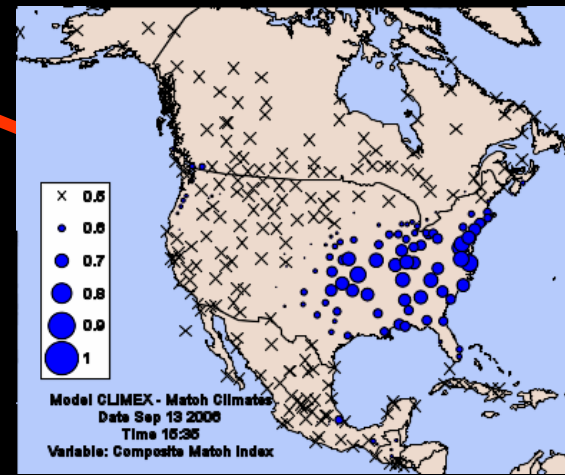 × 0.5
0.6
0.7
0.8
0.9
1
Model CLIMEX - Match Climates
Date Sep 13 2006
Time 15:35
Variable: Composite Match Index